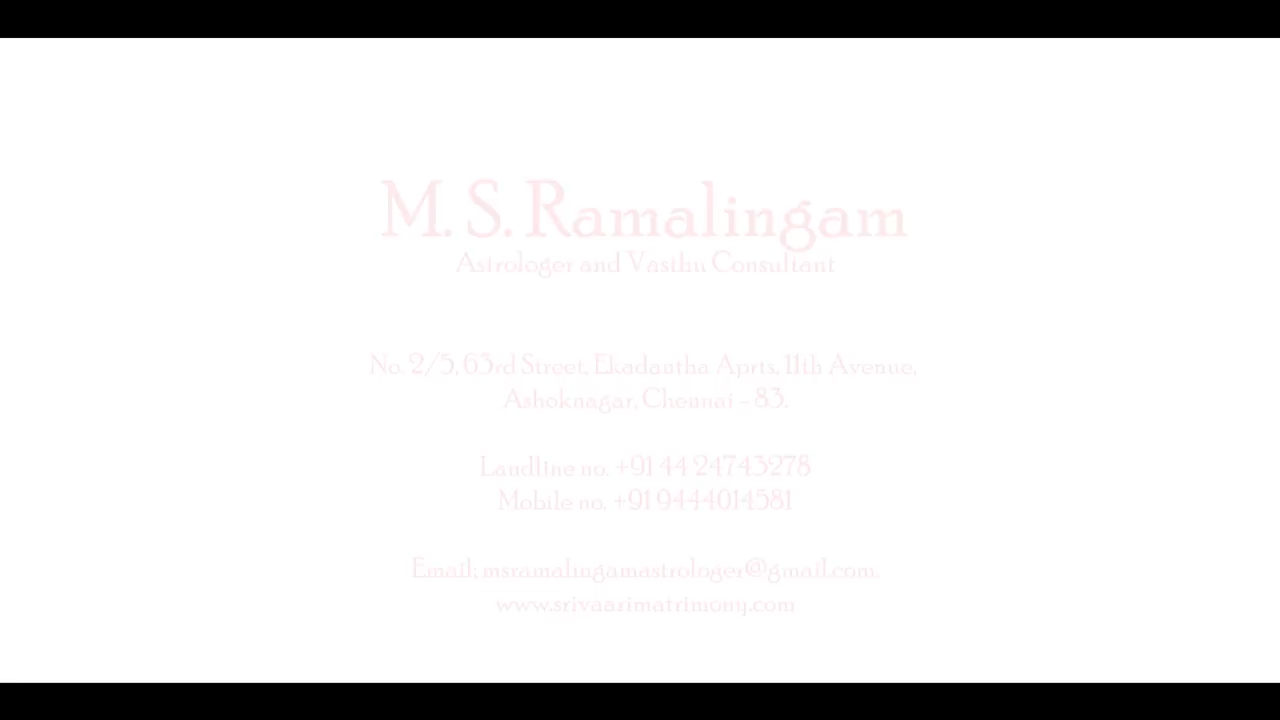 M. S. Ramalingam
Astrologer and Vasthu Consultant
No. 2/5, 63rd Street, Ekadantha Aprts, 11th Avenue,
Ashoknagar, Chennai - 83.
Landline no. +91 44 24743278
Mobile no. +91 9444014581
Email; msramalingamastrologer@gmail.com,
www.srivaarimatrimony.com